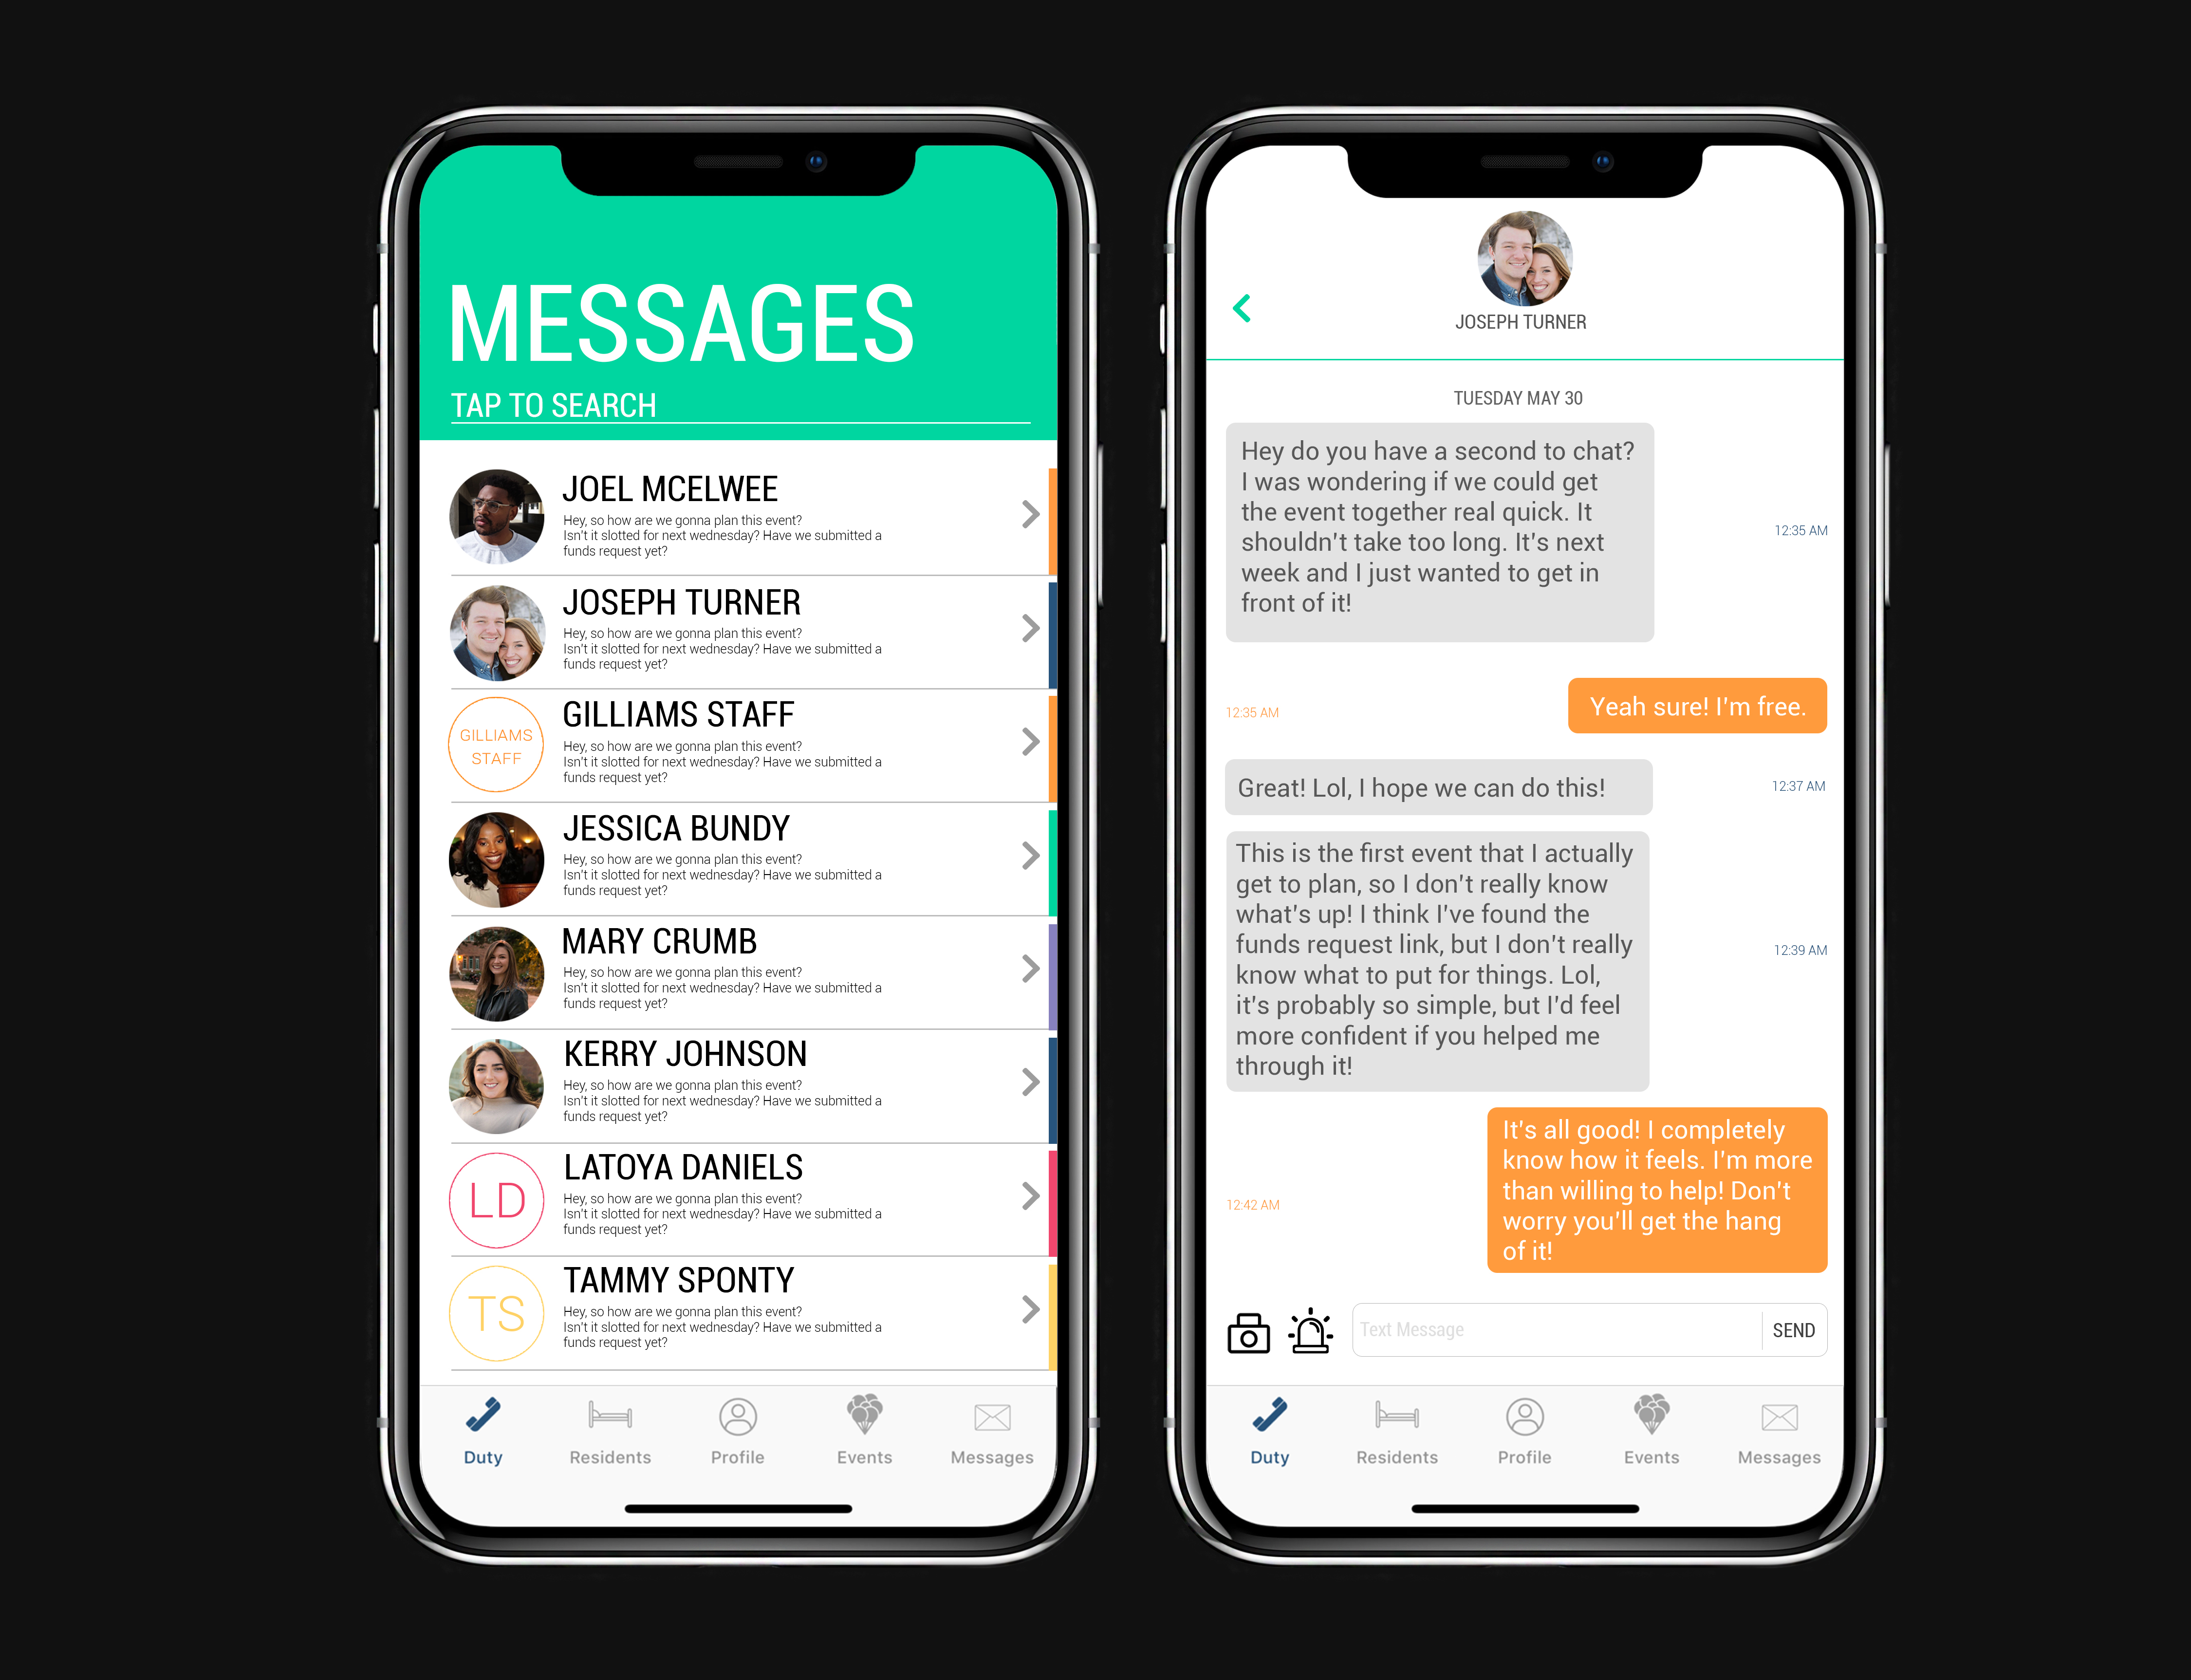 MESSAGES
TAP TO SEARCH
JOEL MCELWEE
Hey, so how are we gonna plan this event?
Isn't it slotted for next wednesday? Have we submitted a
funds request yet?
JOSEPH TURNER
Hey, so how are we gonna plan this event?
Isn't it slotted for next wednesday? Have we submitted a
funds request yet?
GILLIAMS
STAFF
GILLIAMS STAFF
Hey, so how are we gonna plan this event?
Isn't it slotted for next wednesday? Have we submitted a
funds request yet?
JESSICA BUNDY
Hey, so how are we gonna plan this event?
Isn't it slotted for next wednesday? Have we submitted a
funds request yet?
MARY CRUMB
Hey, so how are we gonna plan this event?
Isn't it slotted for next wednesday? Have we submitted a
funds request yet?
KERRY JOHNSON
Hey, so how are we gonna plan this event?
Isn't it slotted for next wednesday? Have we submitted a
funds request yet?
LD
LATOYA DANIELS
Hey, so how are we gonna plan this event?
Isn't it slotted for next wednesday? Have we submitted a
funds request yet?
TS
TAMMY SPONTY
Hey, so how are we gonna plan this event?
Isn't it slotted for next wednesday? Have we submitted a
funds request yet?
Duty Residents Profile Events Messages
JOSEPH TURNER
TUESDAY MAY 30
Hey do you have a second to chat?
I was wondering if we could get
the event together real quick. It
shouldn't take too long. It's next
week and I just wanted to get in
front of it!
12:35 AM
12:35 AM
Yeah sure! I'm free.
Great! Lol, I hope we can do this!
12:37 AM
This is the first event that I actually
get to plan, so I don't really know
what's up! I think I've found the
funds request link, but I don't really
know what to put for things. Lol,
it's probably so simple, but I'd feel
more confident if you helped me
through it!
12:39 AM
12:42 AM
It's all good! I completely
know how it feels. I'm more
than willing to help! Don't
worry you'll get the hang
of it!
Text Message
SEND
Duty Residents Profile Events Messages